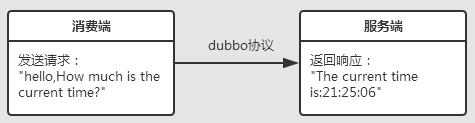 消费端
发送请求：
"hello,How much is the
current time?"
dubbo协议
服务端
返回响应：
"The current time
is:21:25:06"